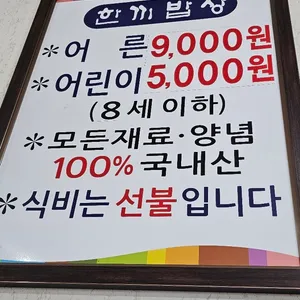 한끼밥상
*어 른 9,000원
*어린이 5,000원
(8세이하)
*모든재료·양념
100% 국내산
*식비는 선불입니다